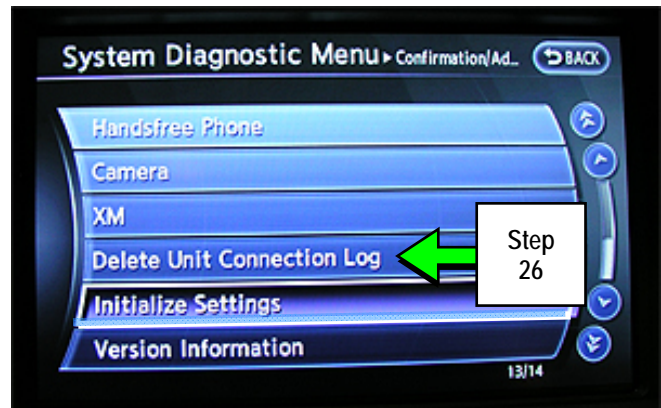 System Diagnostic Menu ▸ Confirmation/Ad... BACK
Handsfree Phone
Camera
XM
Delete Unit Connection Log
Step
26
Initialize Settings
Version Information
13/14